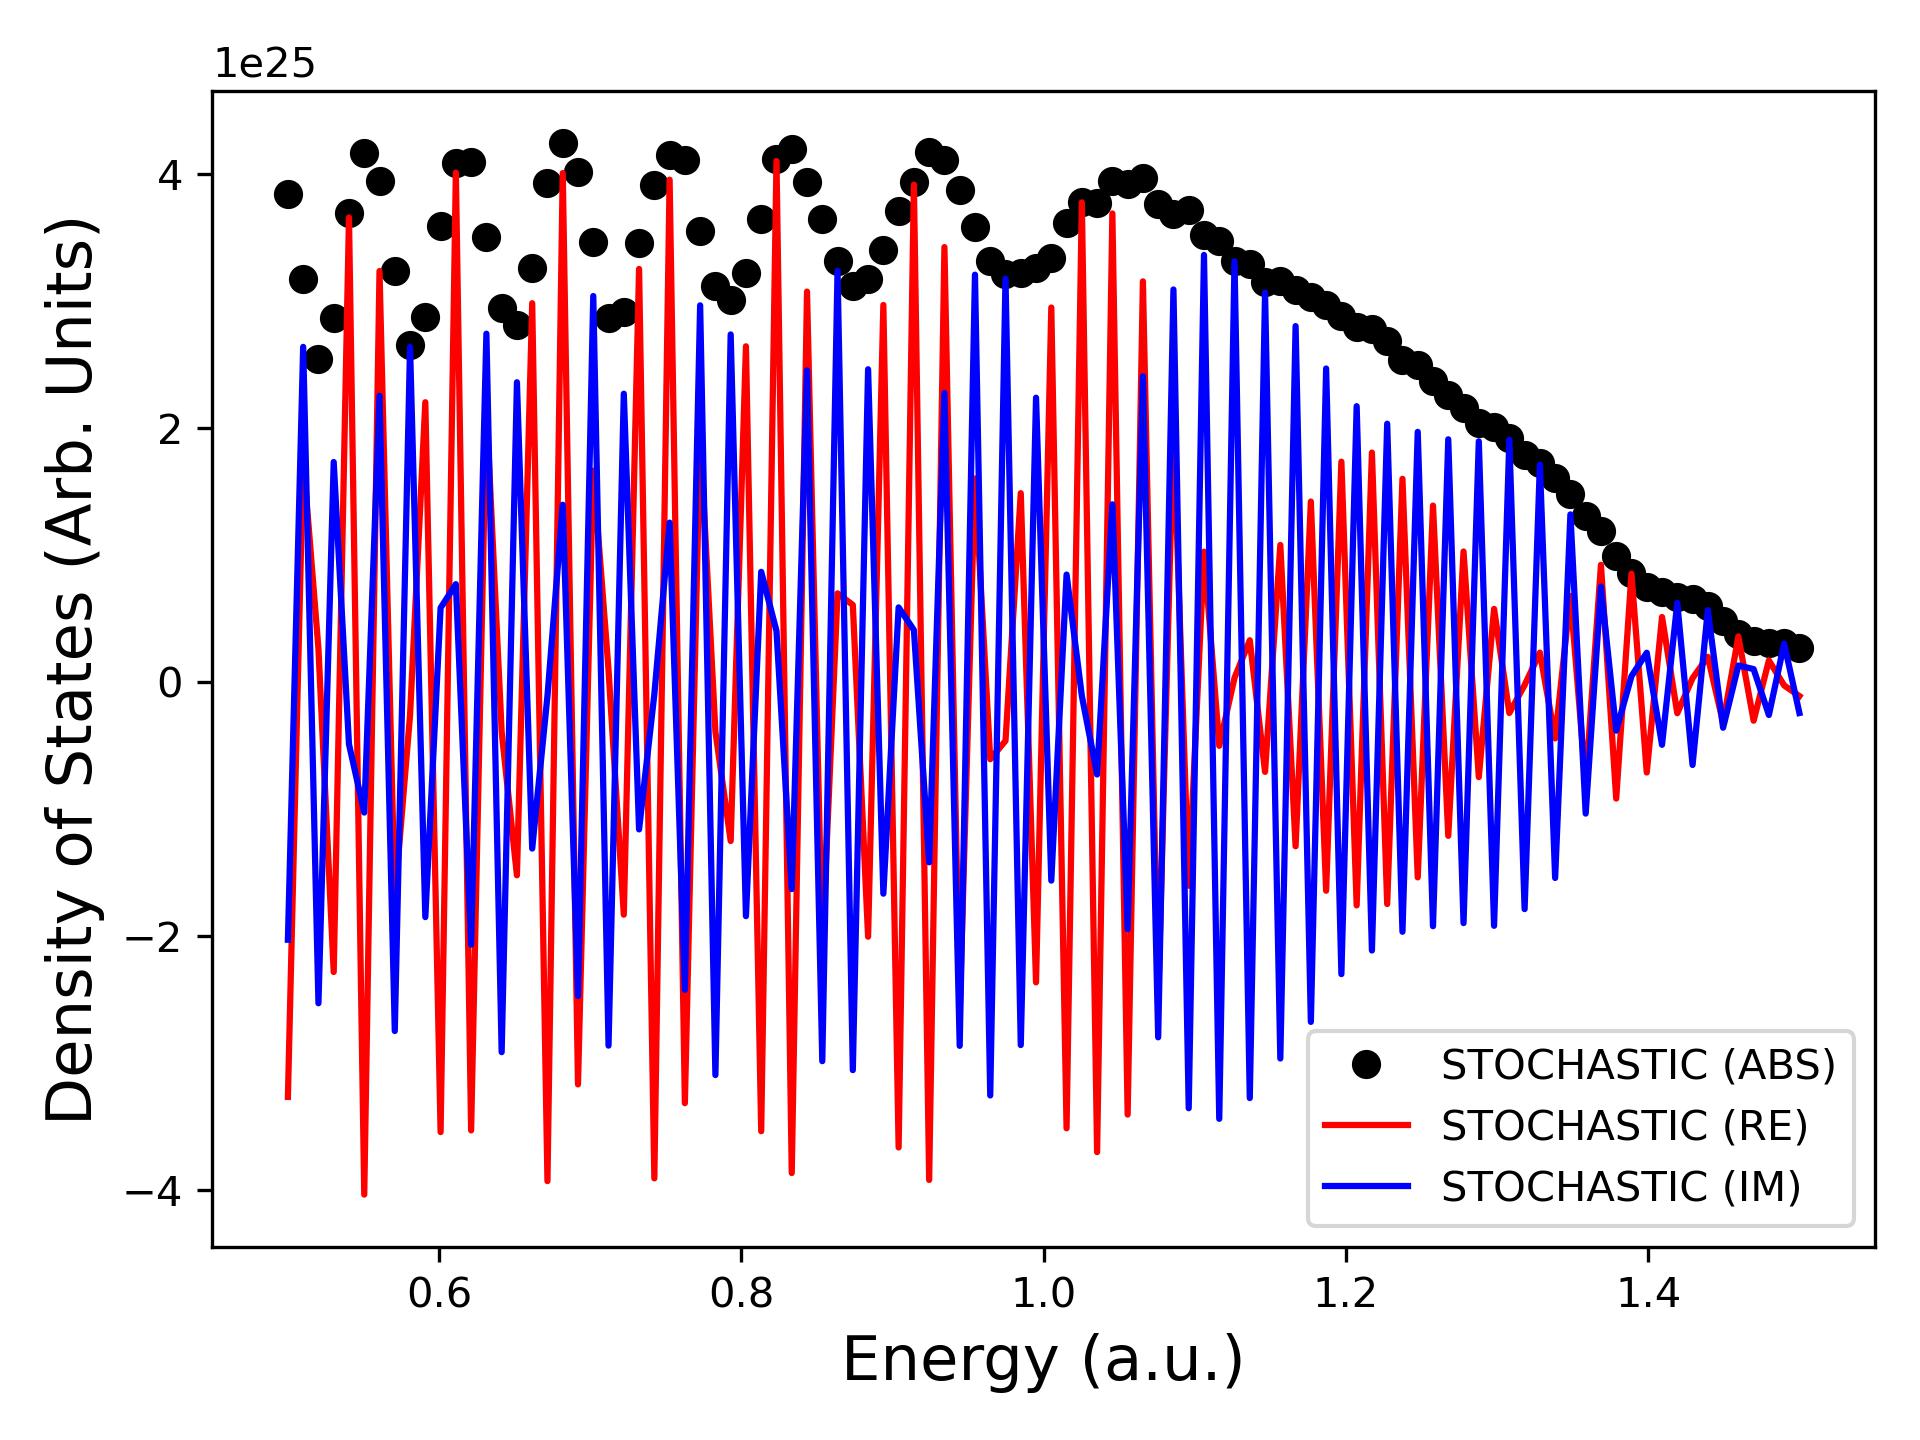 1e25
Density of States (Arb. Units)
4
2
0
−2
−4
STOCHASTIC (ABS)
STOCHASTIC (RE)
STOCHASTIC (IM)
0.6 0.8 1.0 1.2 1.4
Energy (a.u.)